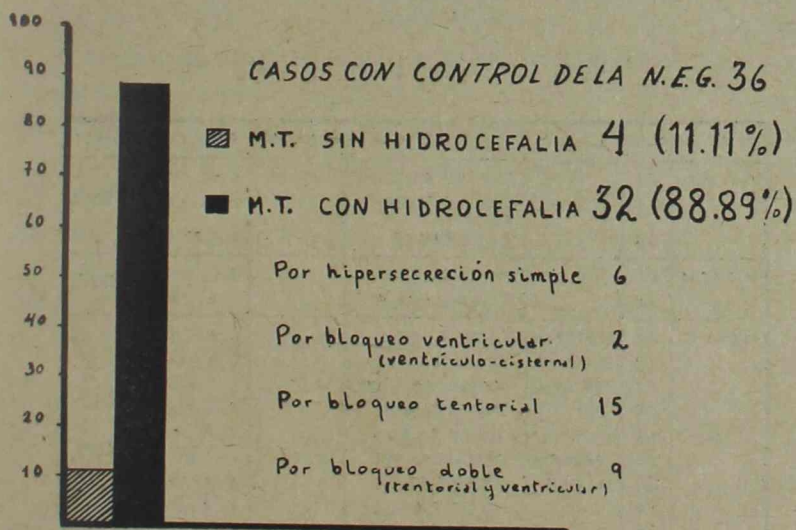 100
90
80
70
60
50
40
30
20
10
CASOS CON CONTROL DE LA N.E.G. 36
M.T. SIN HIDROCEFALIA 4 (11.11%)
M.T. CON HIDROCEFALIA 32 (88.89%)
Por hipersecreción simple 6
Por bloqueo ventricular 2
(ventrículo-cisternal)
Por bloqueo tentorial 15
Por bloqueo doble 9
(tentorial y ventricular)